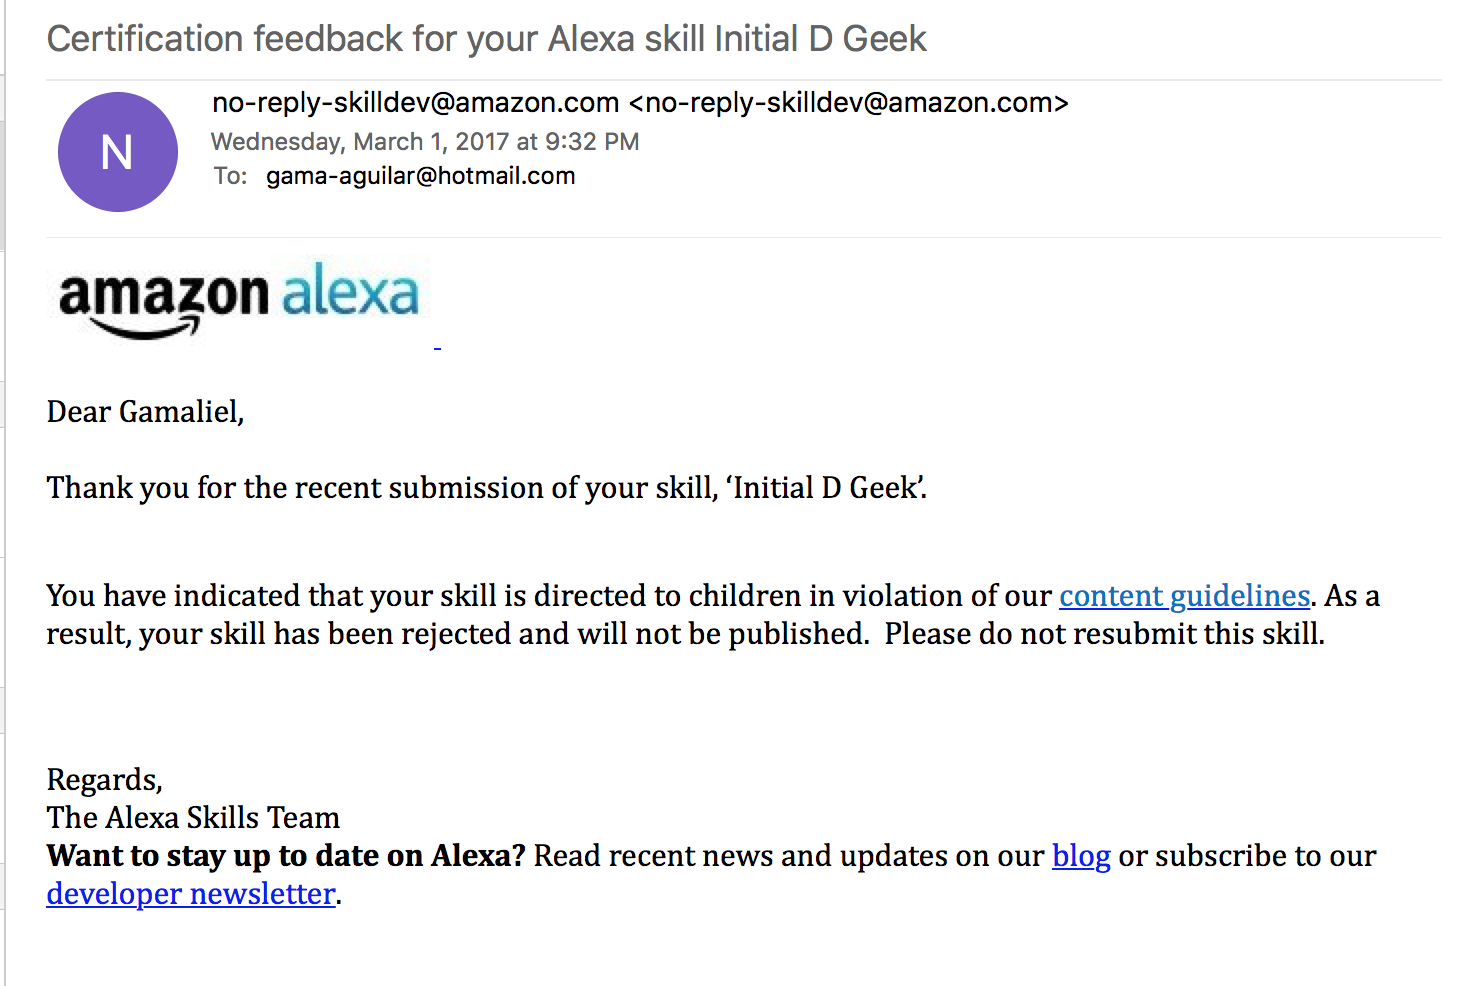 Certification feedback for your Alexa skill Initial D Geek
N
no-reply-skilldev@amazon.com <no-reply-skilldev@amazon.com>
Wednesday, March 1, 2017 at 9:32 PM
To: gama-aguilar@hotmail.com
amazon alexa
Dear Gamaliel,
Thank you for the recent submission of your skill, ‘Initial D Geek’.
You have indicated that your skill is directed to children in violation of our content guidelines. As a
result, your skill has been rejected and will not be published.  Please do not resubmit this skill.
Regards,
The Alexa Skills Team
Want to stay up to date on Alexa? Read recent news and updates on our blog or subscribe to our
developer newsletter.